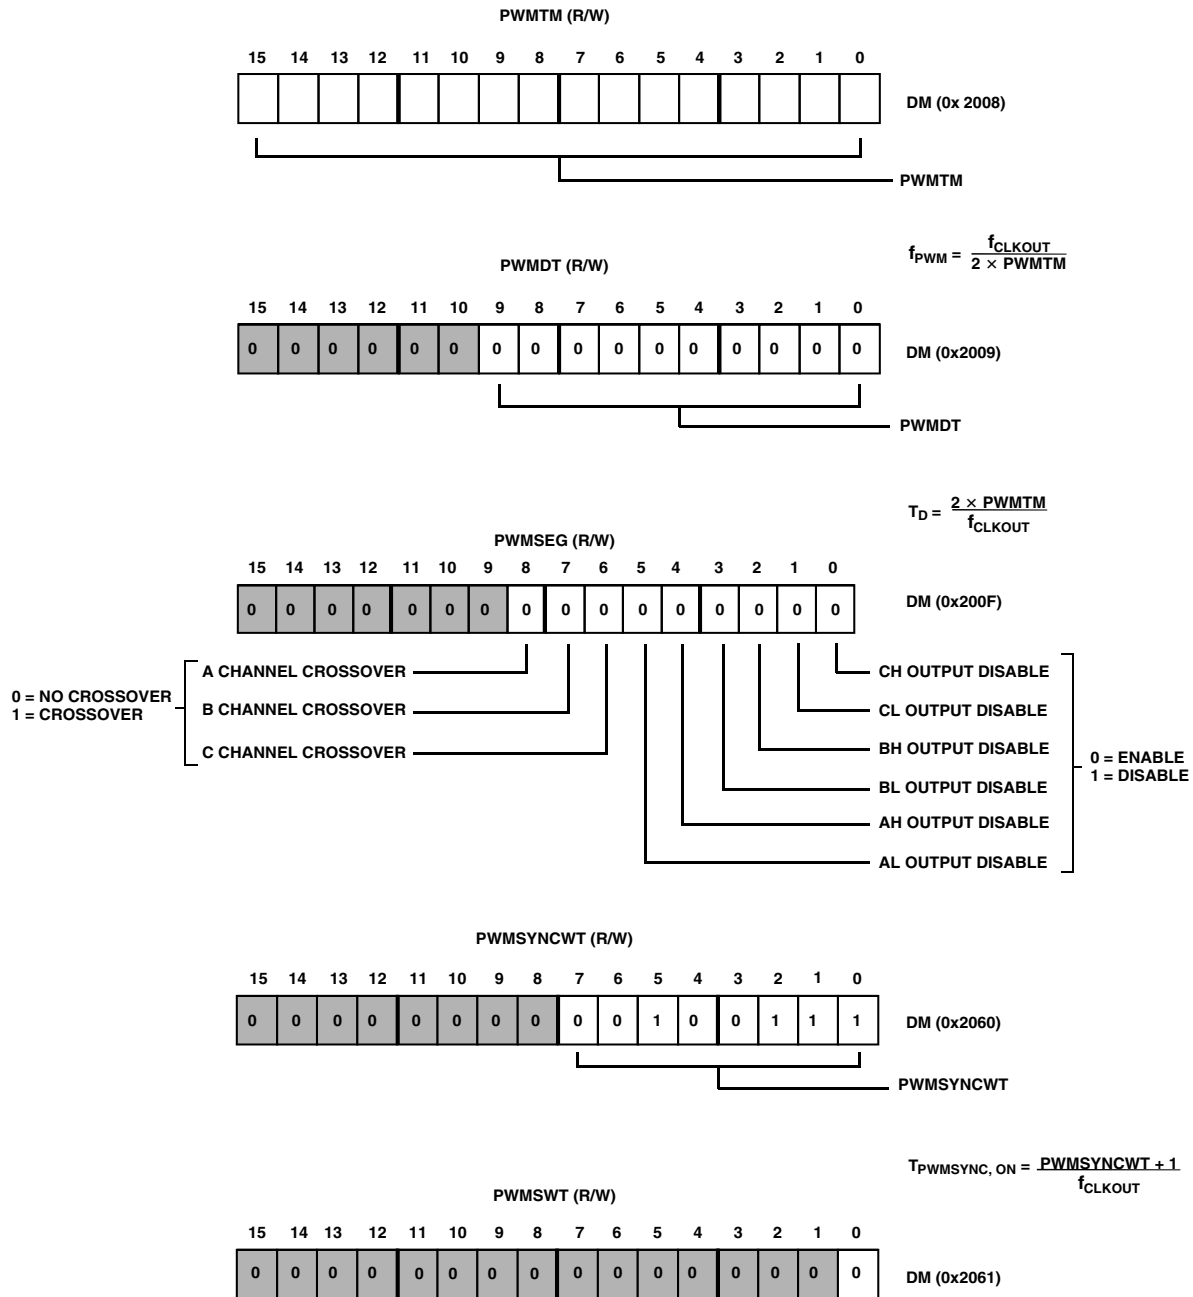 PWMTM (R/W)
15 14 13 12 11 10 9 8 7 6 5 4 3 2 1 0
DM (0x 2008)
PWMTM
fPWM = fCLKOUT / 2 × PWMTM
PWMDT (R/W)
15 14 13 12 11 10 9 8 7 6 5 4 3 2 1 0
0 0 0 0 0 0 0 0 0 0 0 0 0 0 0 0
DM (0x2009)
PWMDT
TD = 2 × PWMTM / fCLKOUT
PWMSEG (R/W)
15 14 13 12 11 10 9 8 7 6 5 4 3 2 1 0
0 0 0 0 0 0 0 0 0 0 0 0 0 0 0 0
DM (0x200F)
0 = NO CROSSOVER
1 = CROSSOVER
A CHANNEL CROSSOVER
B CHANNEL CROSSOVER
C CHANNEL CROSSOVER
CH OUTPUT DISABLE
CL OUTPUT DISABLE
BH OUTPUT DISABLE
BL OUTPUT DISABLE
AH OUTPUT DISABLE
AL OUTPUT DISABLE
0 = ENABLE
1 = DISABLE
PWMSYNCWT (R/W)
15 14 13 12 11 10 9 8 7 6 5 4 3 2 1 0
0 0 0 0 0 0 0 0 0 0 1 0 0 1 1 1
DM (0x2060)
PWMSYNCWT
TPWMSYNC, ON = PWMSYNCWT + 1 / fCLKOUT
PWMSWT (R/W)
15 14 13 12 11 10 9 8 7 6 5 4 3 2 1 0
0 0 0 0 0 0 0 0 0 0 0 0 0 0 0 0
DM (0x2061)